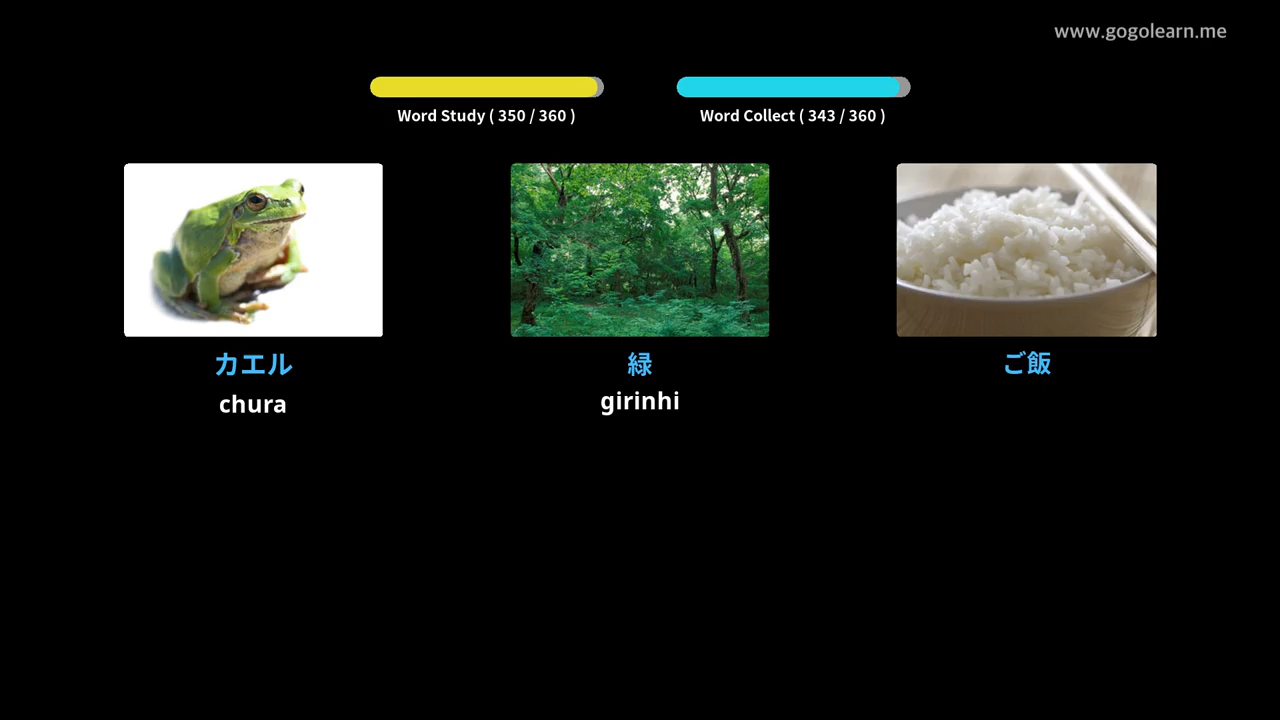 www.gogolearn.me
Word Study ( 350 / 360 )
Word Collect ( 343 / 360 )
カエル
chura
緑
girinhi
ご飯